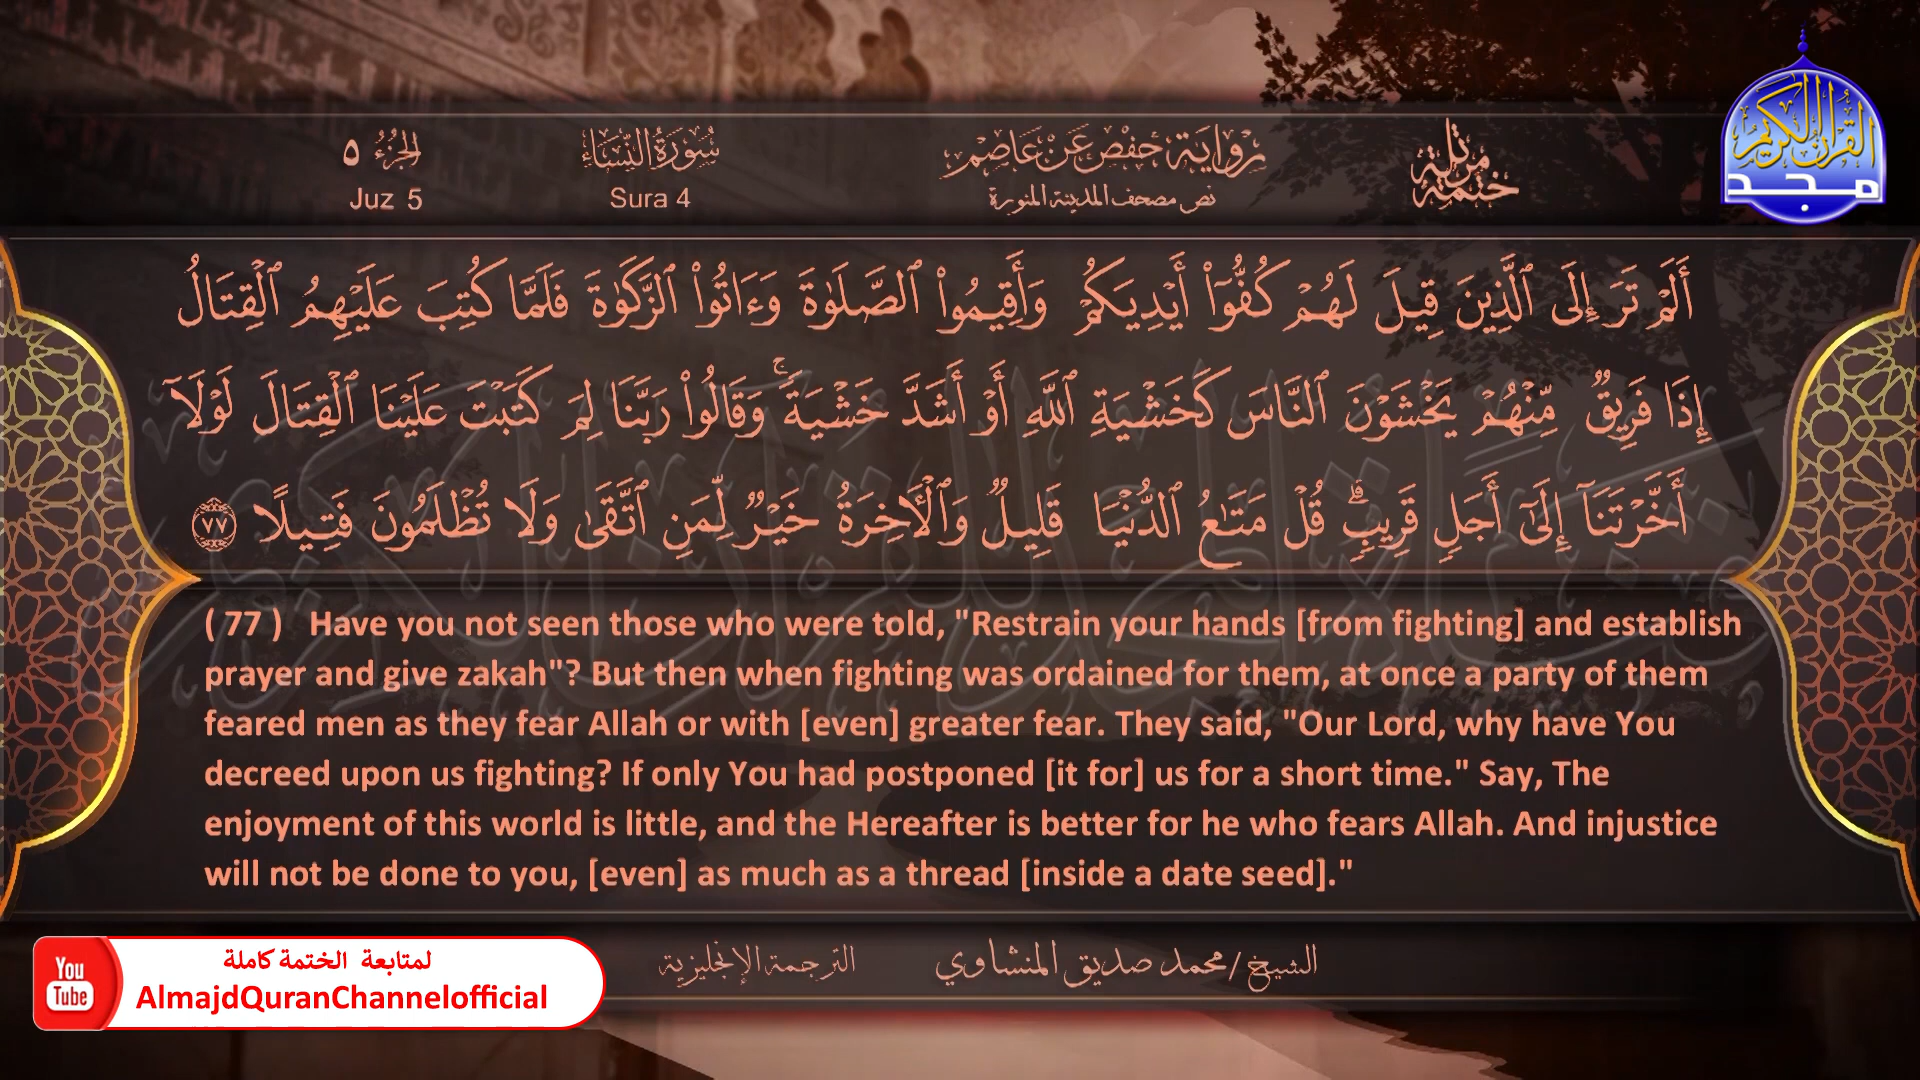 القرآن الكريم
مجد
ختمة مرتلة
رواية حفص عن عاصم
نص مصحف المدينة المنورة
سورة النساء
Sura 4
الجزء ٥
Juz 5
أَلَمْ تَرَ إِلَى ٱلَّذِينَ قِيلَ لَهُمْ كُفُّوٓا۟ أَيْدِيَكُمْ وَأَقِيمُوا۟ ٱلصَّلَوٰةَ وَءَاتُوا۟ ٱلزَّكَوٰةَ فَلَمَّا كُتِبَ عَلَيْهِمُ ٱلْقِتَالُ
إِذَا فَرِيقٌ مِّنْهُمْ يَخْشَوْنَ ٱلنَّاسَ كَخَشْيَةِ ٱللَّهِ أَوْ أَشَدَّ خَشْيَةً ۚ وَقَالُوا۟ رَبَّنَا لِمَ كَتَبْتَ عَلَيْنَا ٱلْقِتَالَ لَوْلَآ
أَخَّرْتَنَآ إِلَىٰٓ أَجَلٍ قَرِيبٍ ۗ قُلْ مَتَـٰعُ ٱلدُّنْيَا قَلِيلٌ وَٱلْـَٔاخِرَةُ خَيْرٌ لِّمَنِ ٱتَّقَىٰ وَلَا تُظْلَمُونَ فَتِيلًا ٧٧
( 77 ) Have you not seen those who were told, "Restrain your hands [from fighting] and establish
prayer and give zakah"? But then when fighting was ordained for them, at once a party of them
feared men as they fear Allah or with [even] greater fear. They said, "Our Lord, why have You
decreed upon us fighting? If only You had postponed [it for] us for a short time." Say, The
enjoyment of this world is little, and the Hereafter is better for he who fears Allah. And injustice
will not be done to you, [even] as much as a thread [inside a date seed]."
الشيخ / محمد صديق المنشاوي
الترجمة الإنجليزية
You
Tube
لمتابعة الختمة كاملة
AlmajdQuranChannelofficial